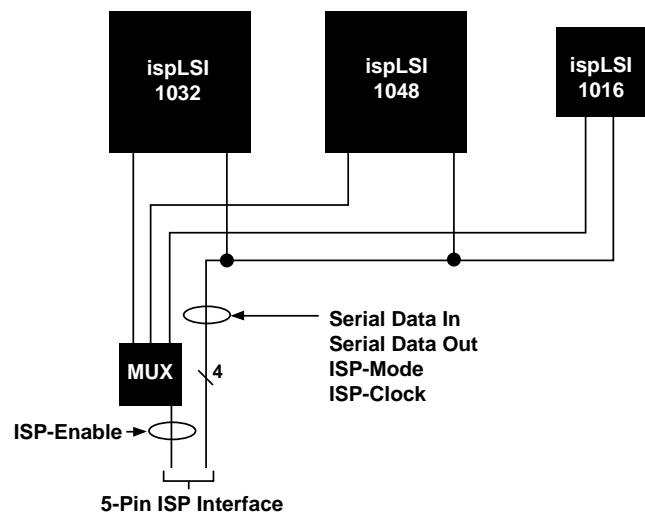 ispLSI
1032
ispLSI
1048
ispLSI
1016
Serial Data In
Serial Data Out
ISP-Mode
ISP-Clock
MUX
4
ISP-Enable
5-Pin ISP Interface